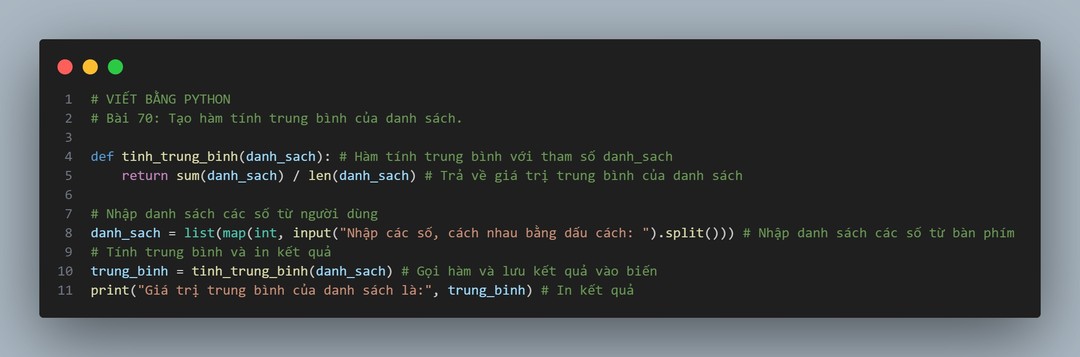 1 # VIẾT BẰNG PYTHON
2 # Bài 70: Tạo hàm tính trung bình của danh sách.
3
4 def tinh_trung_binh(danh_sach): # Hàm tính trung bình với tham số danh_sach
5     return sum(danh_sach) / len(danh_sach) # Trả về giá trị trung bình của danh sách
6
7 # Nhập danh sách các số từ người dùng
8 danh_sach = list(map(int, input("Nhập các số, cách nhau bằng dấu cách: ").split())) # Nhập danh sách các số từ bàn phím
9 # Tính trung bình và in kết quả
10 trung_binh = tinh_trung_binh(danh_sach) # Gọi hàm và lưu kết quả vào biến
11 print("Giá trị trung bình của danh sách là:", trung_binh) # In kết quả